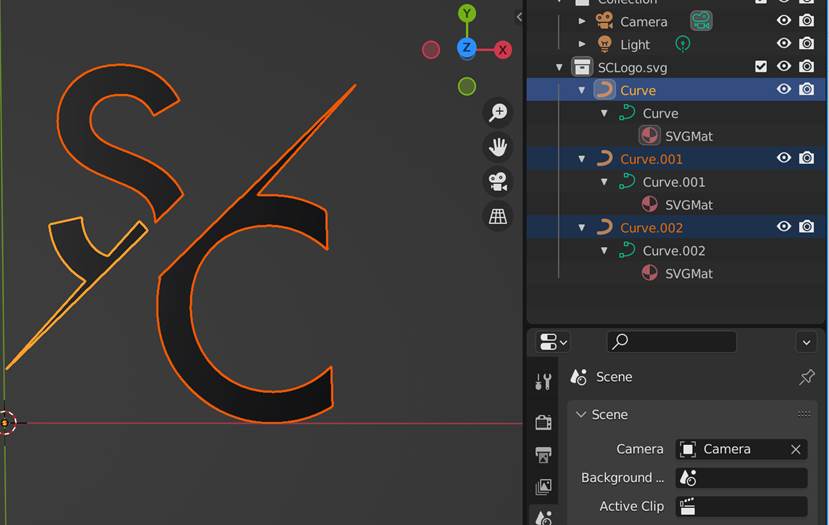 Collection
Camera
Light
SCLogo.svg
Curve
Curve
SVGMat
Curve.001
Curve.001
SVGMat
Curve.002
Curve.002
SVGMat
Y
Z
X
S
C
Scene
Scene
Camera
Camera
Background ...
Active Clip